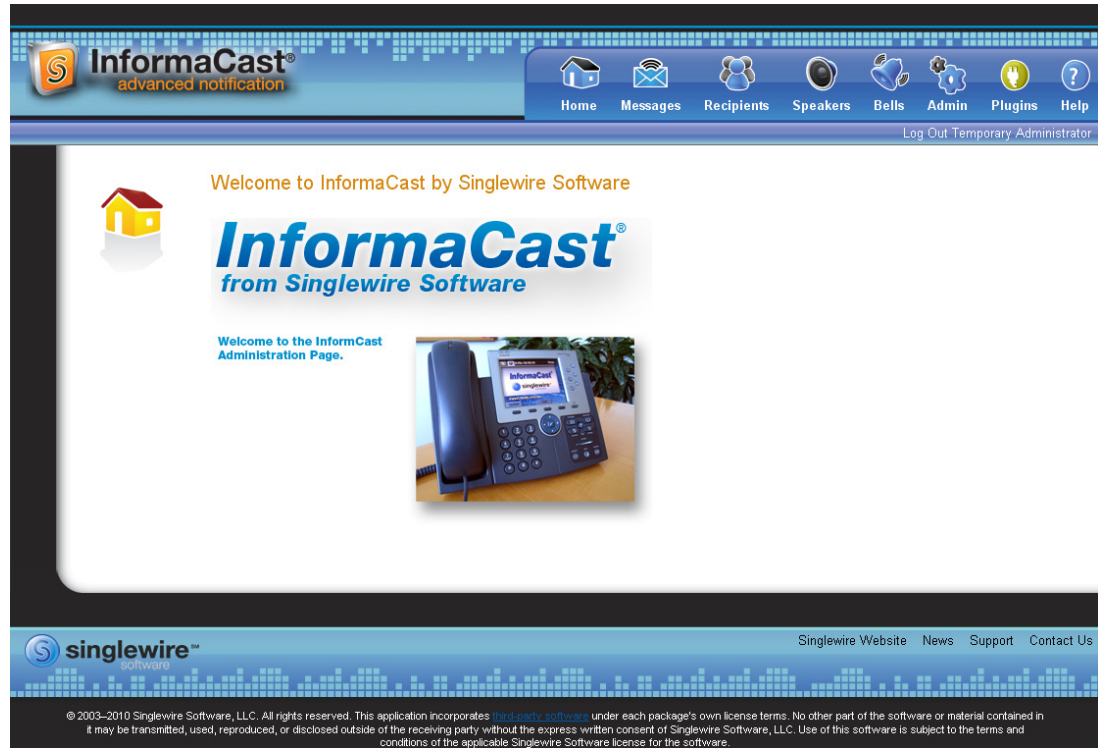 InformaCast®
advanced notification
Home Messages Recipients Speakers Bells Admin Plugins Help
Log Out Temporary Administrator
Welcome to InformaCast by Singlewire Software
InformaCast®
from Singlewire Software
Welcome to the InformCast
Administration Page.
InformaCast
singlewire
singlewire℠
software
Singlewire Website News Support Contact Us
© 2003–2010 Singlewire Software, LLC. All rights reserved. This application incorporates third-party software under each package's own license terms. No other part of the software or material contained in
it may be transmitted, used, reproduced, or disclosed outside of the receiving party without the express written consent of Singlewire Software, LLC. Use of this software is subject to the terms and
conditions of the applicable Singlewire Software license for the software.